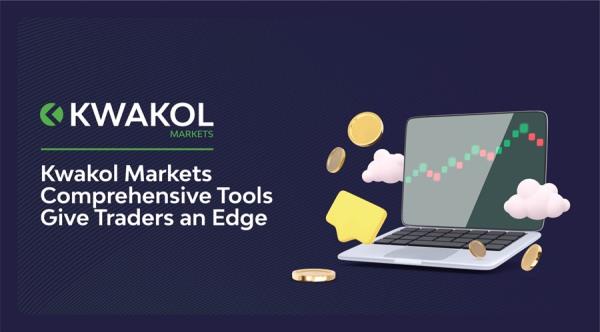 KWAKOL
MARKETS
Kwakol Markets
Comprehensive Tools
Give Traders an Edge